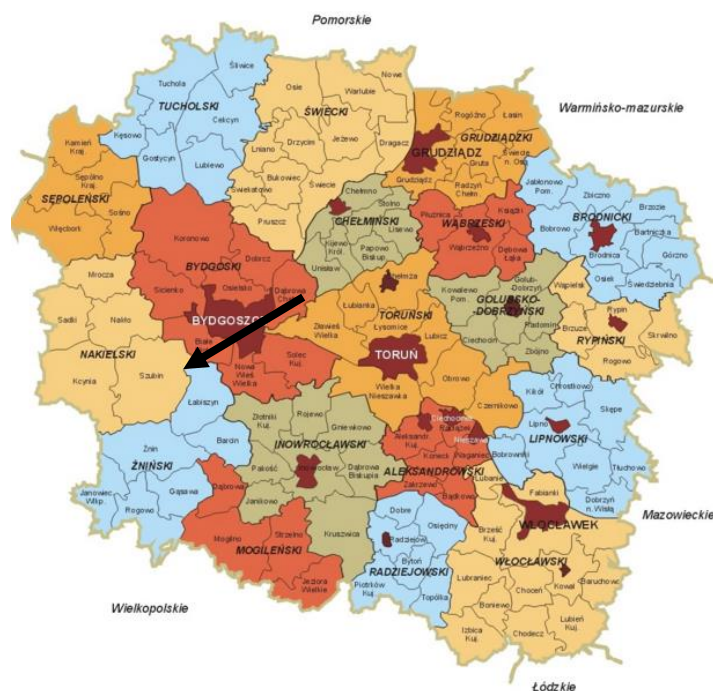 Pomorskie
Warmińsko-mazurskie
Mazowieckie
Łódzkie
Wielkopolskie
Śliwice
Tuchola
TUCHOLSKI
Cekcyn
Kęsowo
Gostycyn
Lubiewo
Nowe
Osie
Warlubie
ŚWIECKI
Drzycim
Jeżewo
Dragacz
Lniano
Bukowiec
Świekatowo
Świecie
Pruszcz
Rogóźno
Łasin
GRUDZIĄDZKI
GRUDZIĄDZ
Świecie
n. Os
Gruta
Grudziądz
Radzyń
Chełm
Kamień
Kraj
Sępólno
Kraj.
SĘPOLEŃSKI
Sośno
Więcbork
Chełmno
Stolno
CHEŁMIŃSKI
Lisewo
Kijewo
Król.
Papowo
Biskup.
Unisław
Płużnica
Książki
WĄBRZESKI
Wąbrzeźno
Dębowa
Łąka
Jabłonowo
Pom.
Zbiczno
Brzozie
BRODNICKI
Bobrowo
Bartniczka
Brodnica
Górzno
Osiek
Świedziebnia
Koronowo
Dobrcz
BYDGOSKI
Sicienko
Osielsko
Dąbrowa
BYDGOSZCZ
Białe
Nowa
Wieś
Wielka
Solec
Kuj.
Mrocza
Sadki
Nakło
NAKIELSKI
Kcynia
Szubin
Chełmża
Łubianka
TORUŃSKI
Łysomice
Zławieś
Wielka
Lubicz
TORUŃ
Wielka
Nieszawka
Obrowo
Czernikowo
Kowalewo
Pom.
Golub-
Dobrzyń
GOLUBSKO-
DOBRZYŃSKI
Radomin
Ciechocin
Zbójno
Wąpielsk
Rypin
Brzuze
Skrwilno
RYPIŃSKI
Rogowo
Łabiszyn
Żnin
Barcin
ŻNIŃSKI
Janowiec
Wlkp.
Gąsawa
Rogowo
Złotniki
Kuj.
Rojewo
Gniewkowo
INOWROCŁAWSKI
Pakość
Inowrocław
Dąbrowa
Biskupia
Janikowo
Kruszwica
Ciechocinek
Aleksandr.
Kuj.
Raciążek
Nieszawa
Koneck
Waganiec
ALEKSANDROWSKI
Zakrzewo
Bądkowo
Kikół
Chrostkowo
Skępe
Lipno
LIPNOWSKI
Bobrowniki
Wielgie
Tłuchowo
Dobrzyń
n. Wisłą
Dąbrowa
Mogilno
Strzelno
MOGILEŃSKI
Jeziora
Wielkie
Dobre
Osięciny
Radziejów
Bytoń
RADZIEJOWSKI
Piotrków
Kuj.
Topólka
Lubanie
Fabianki
WŁOCŁAWEK
Brześć
Kuj.
WŁOCŁAWSKI
Lubraniec
Choceń
Kowal
Baruchowo
Boniewo
Izbica
Kuj.
Chodecz
Lubień
Kuj.